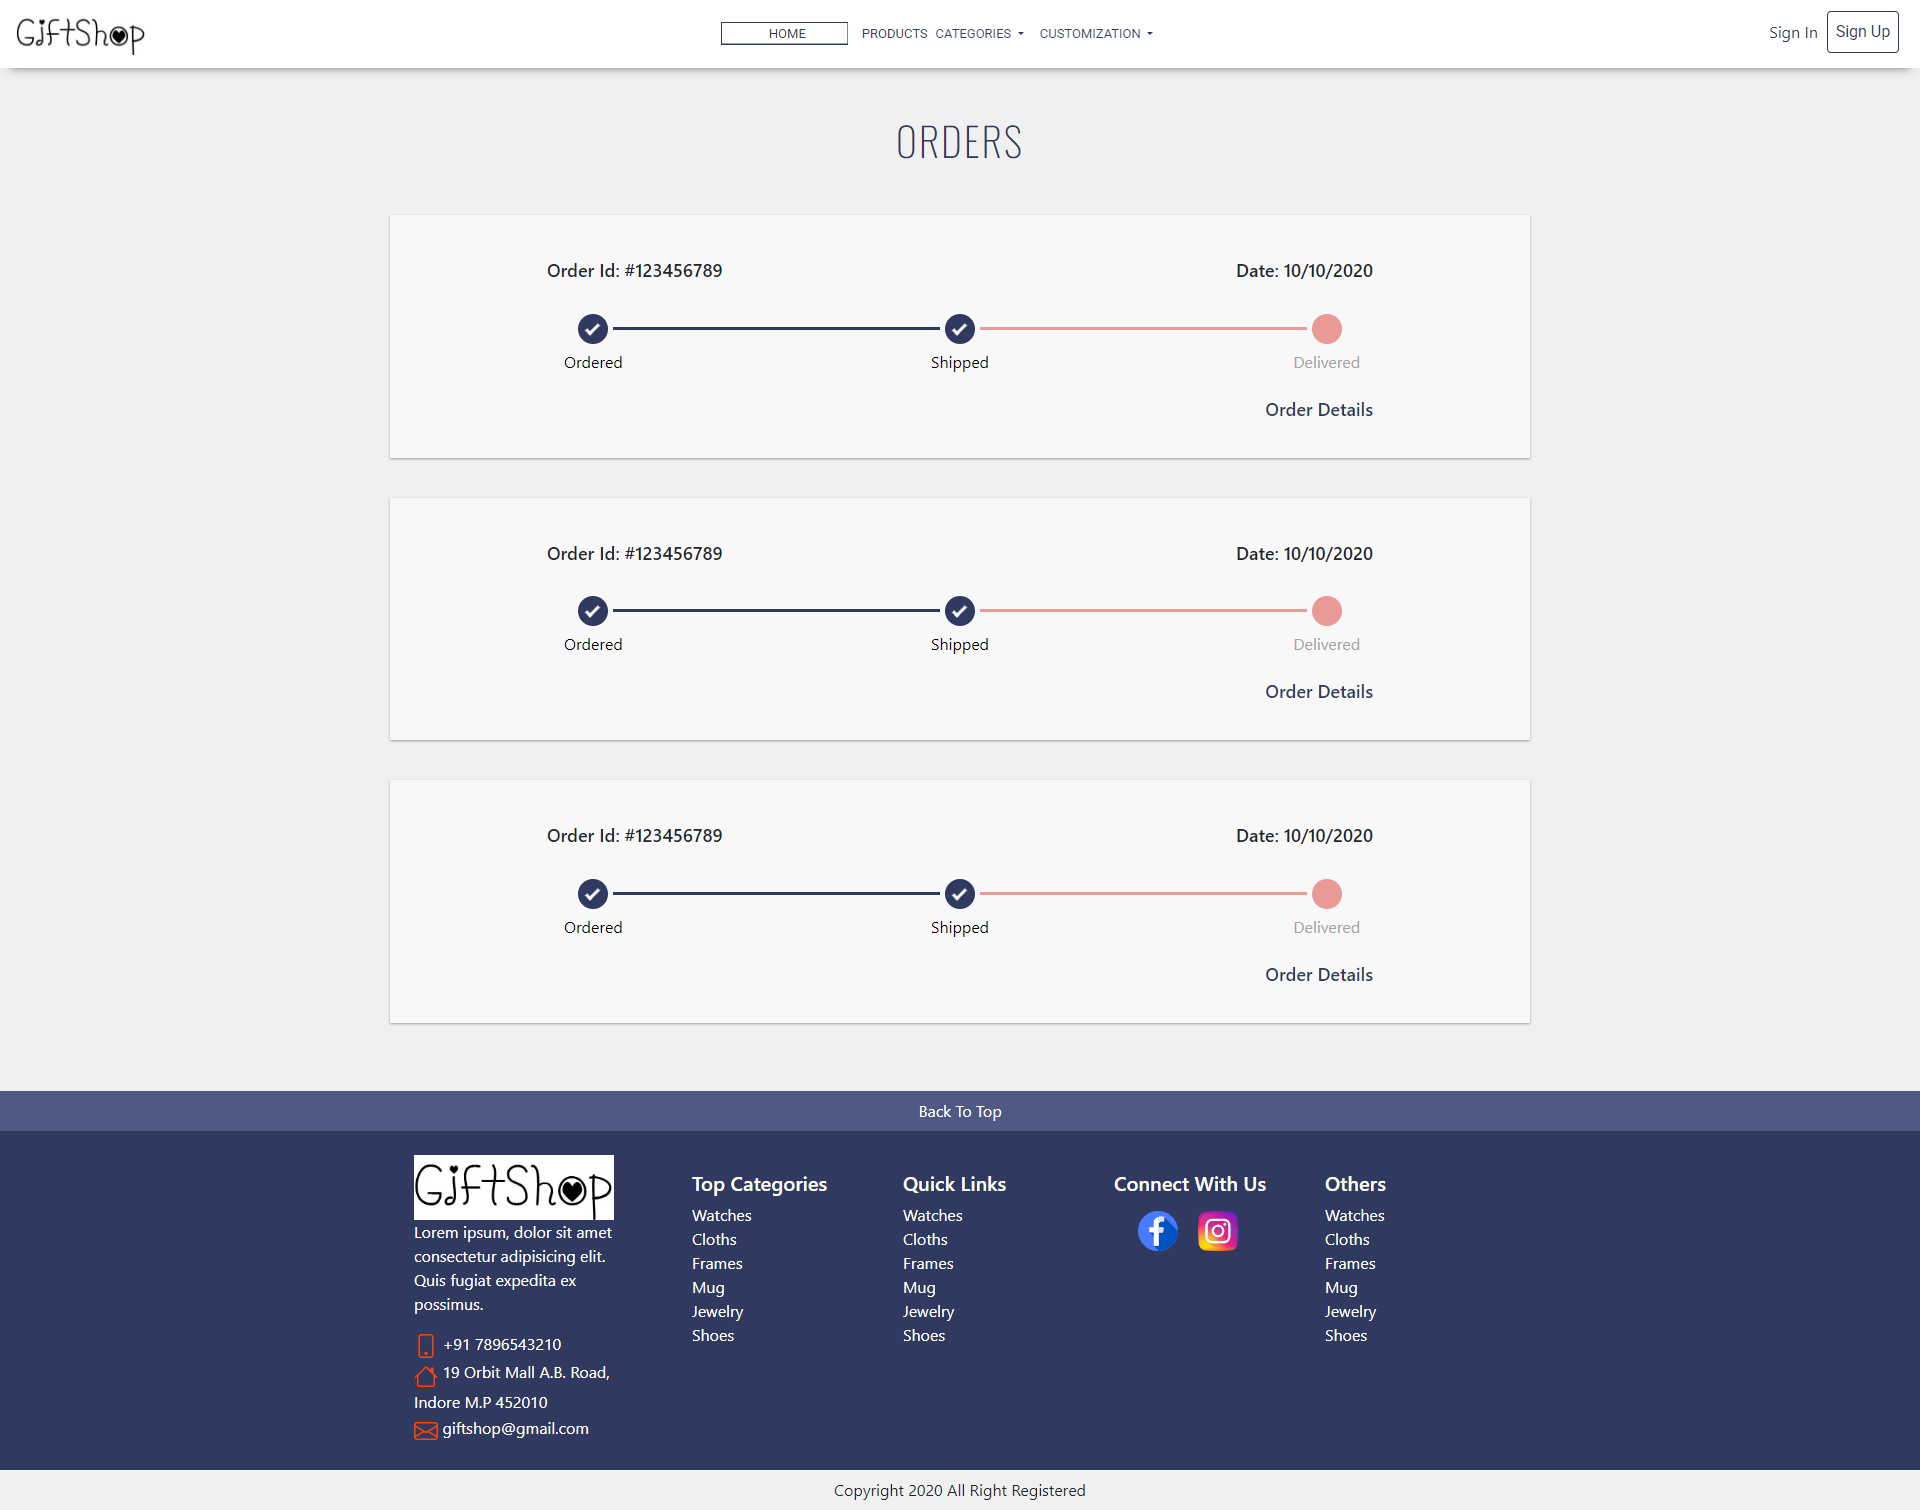 GiftShop
HOME PRODUCTS CATEGORIES CUSTOMIZATION
Sign In Sign Up
ORDERS
Order Id: #123456789 Date: 10/10/2020
Ordered Shipped Delivered
Order Details
Order Id: #123456789 Date: 10/10/2020
Ordered Shipped Delivered
Order Details
Order Id: #123456789 Date: 10/10/2020
Ordered Shipped Delivered
Order Details
Back To Top
GiftShop
Lorem ipsum, dolor sit amet
consectetur adipisicing elit.
Quis fugiat expedita ex
possimus.
+91 7896543210
19 Orbit Mall A.B. Road,
Indore M.P 452010
giftshop@gmail.com
Top Categories
Watches
Cloths
Frames
Mug
Jewelry
Shoes
Quick Links
Watches
Cloths
Frames
Mug
Jewelry
Shoes
Connect With Us
Others
Watches
Cloths
Frames
Mug
Jewelry
Shoes
Copyright 2020 All Right Registered